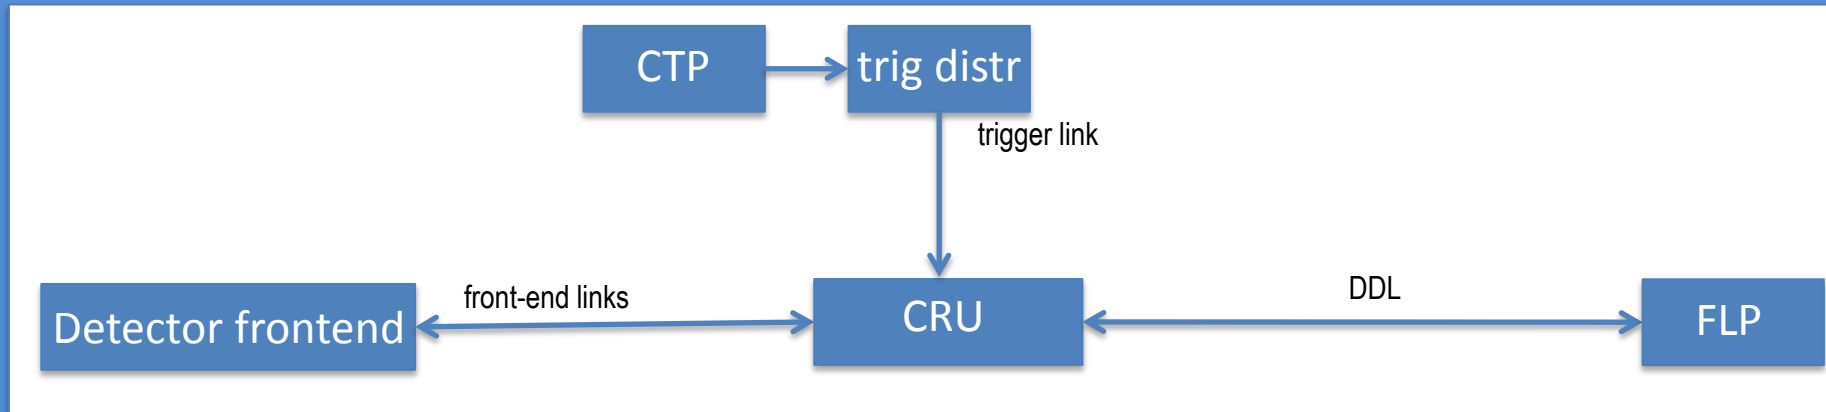 CTP
trig distr
trigger link
Detector frontend
front-end links
CRU
DDL
FLP